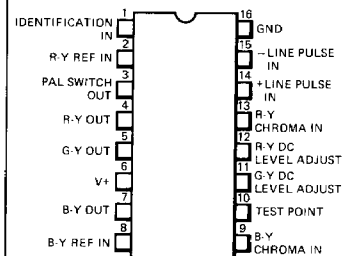 IDENTIFICATION
IN
1
R-Y REF IN
2
PAL SWITCH
OUT
3
R-Y OUT
4
G-Y OUT
5
V+
6
B-Y OUT
7
B-Y REF IN
8
16
GND
15
-LINE PULSE
IN
14
+LINE PULSE
IN
13
R-Y
CHROMA IN
12
R-Y DC
LEVEL ADJUST
11
G-Y DC
LEVEL ADJUST
10
TEST POINT
9
B-Y
CHROMA IN